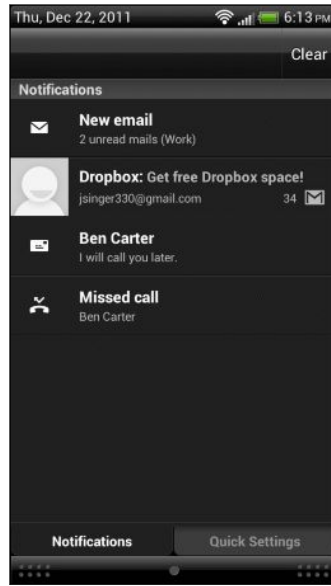 Thu, Dec 22, 2011 6:13 PM
Clear
Notifications
New email
2 unread mails (Work)
Dropbox: Get free Dropbox space!
jsinger330@gmail.com 34
Ben Carter
I will call you later.
Missed call
Ben Carter
Notifications Quick Settings